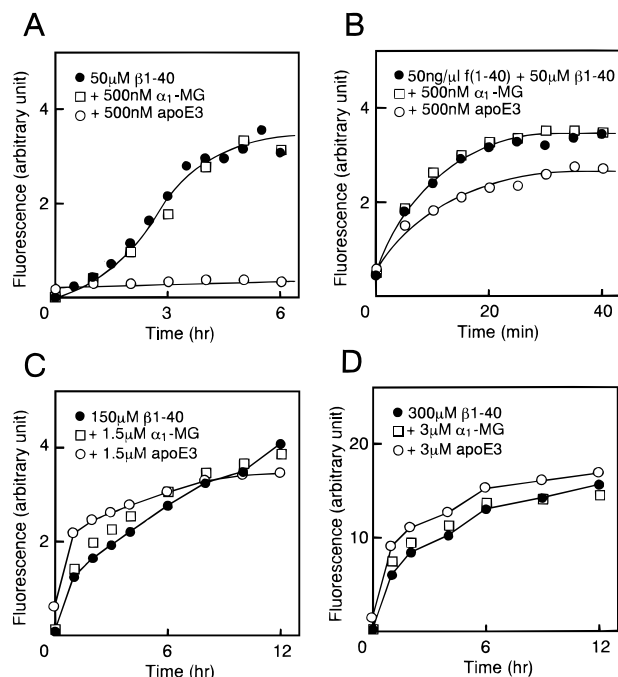 A
● 50μM β1-40
□ + 500nM α₁-MG
○ + 500nM apoE3
Fluorescence (arbitrary unit)
4
2
0
3
6
Time (hr)
B
● 50ng/μl f(1-40) + 50μM β1-40
□ + 500nM α₁-MG
○ + 500nM apoE3
Fluorescence (arbitrary unit)
4
2
0
20
40
Time (min)
C
● 150μM β1-40
□ + 1.5μM α₁-MG
○ + 1.5μM apoE3
Fluorescence (arbitrary unit)
4
2
0
6
12
Time (hr)
D
● 300μM β1-40
□ + 3μM α₁-MG
○ + 3μM apoE3
Fluorescence (arbitrary unit)
20
10
0
6
12
Time (hr)